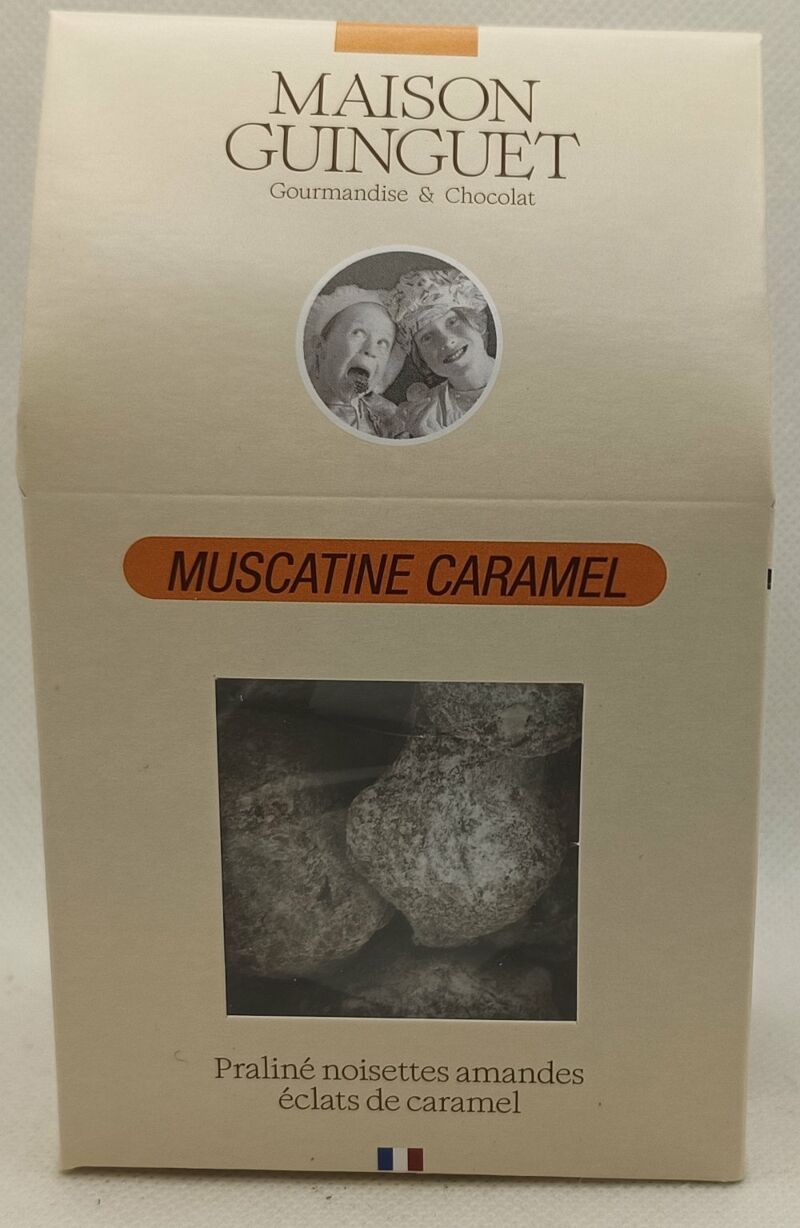 MAISON
GUINGUET
Gourmandise & Chocolat
MUSCATINE CARAMEL
Praliné noisettes amandes
éclats de caramel